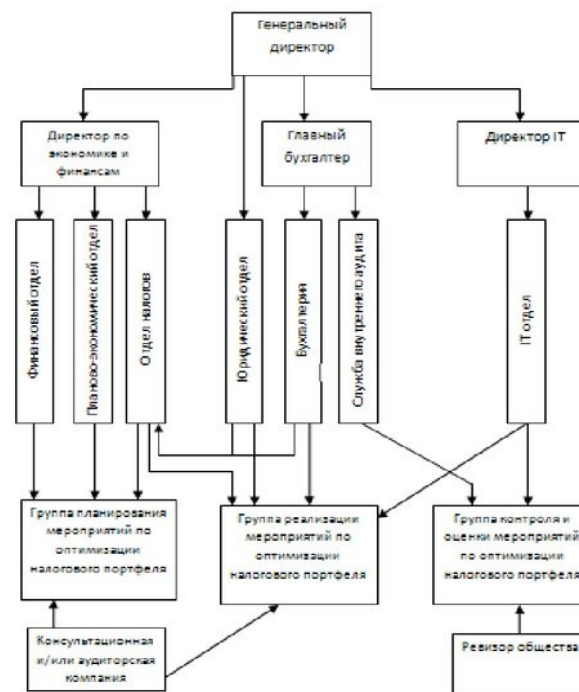 Генеральный
директор
Директор по
экономике и
финансам
Главный
бухгалтер
Директор IT
Финансовый отдел
Планово-экономический отдел
Отдел налогов
Юридический отдел
Бухгалтерия
Служба внутреннего аудита
IT отдел
Группа планирования
мероприятий по
оптимизации
налогового портфеля
Группа реализации
мероприятий по
оптимизации
налогового портфеля
Группа контроля и
оценки мероприятий
по оптимизации
налогового портфеля
Консультационная
и/или аудиторская
компания
Ревизор общества